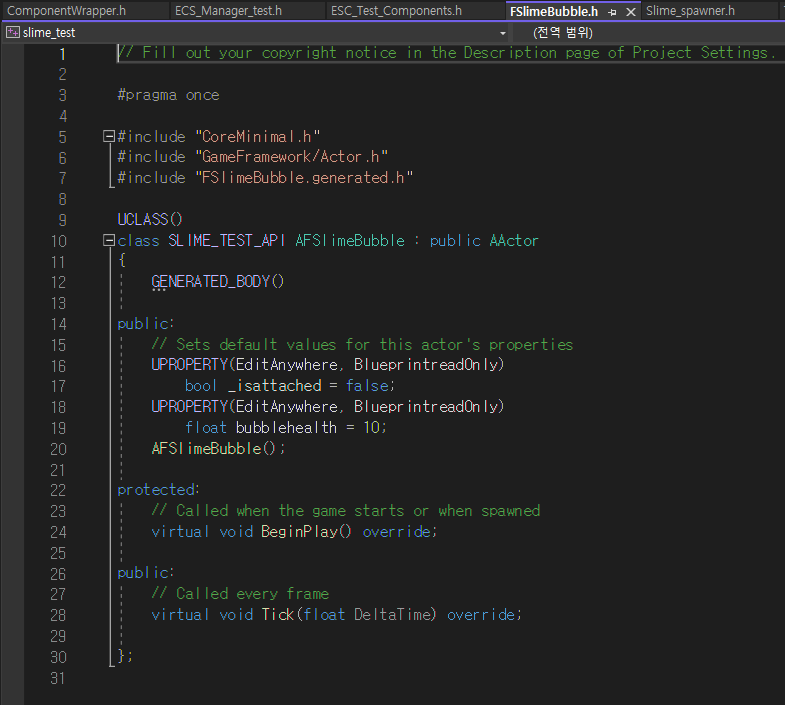 ComponentWrapper.h ECS_Manager_test.h ESC_Test_Components.h FSlimeBubble.h Slime_spawner.h
slime_test (전역 범위)
1 // Fill out your copyright notice in the Description page of Project Settings.
2
3 #pragma once
4
5 #include "CoreMinimal.h"
6 #include "GameFramework/Actor.h"
7 #include "FSlimeBubble.generated.h"
8
9 UCLASS()
10 class SLIME_TEST_API AFSlimeBubble : public AActor
11 {
12 GENERATED_BODY()
13
14 public:
15 // Sets default values for this actor's properties
16 UPROPERTY(EditAnywhere, BlueprintreadOnly)
17 bool _isattached = false;
18 UPROPERTY(EditAnywhere, BlueprintreadOnly)
19 float bubblehealth = 10;
20 AFSlimeBubble();
21
22 protected:
23 // Called when the game starts or when spawned
24 virtual void BeginPlay() override;
25
26 public:
27 // Called every frame
28 virtual void Tick(float DeltaTime) override;
29
30 };
31